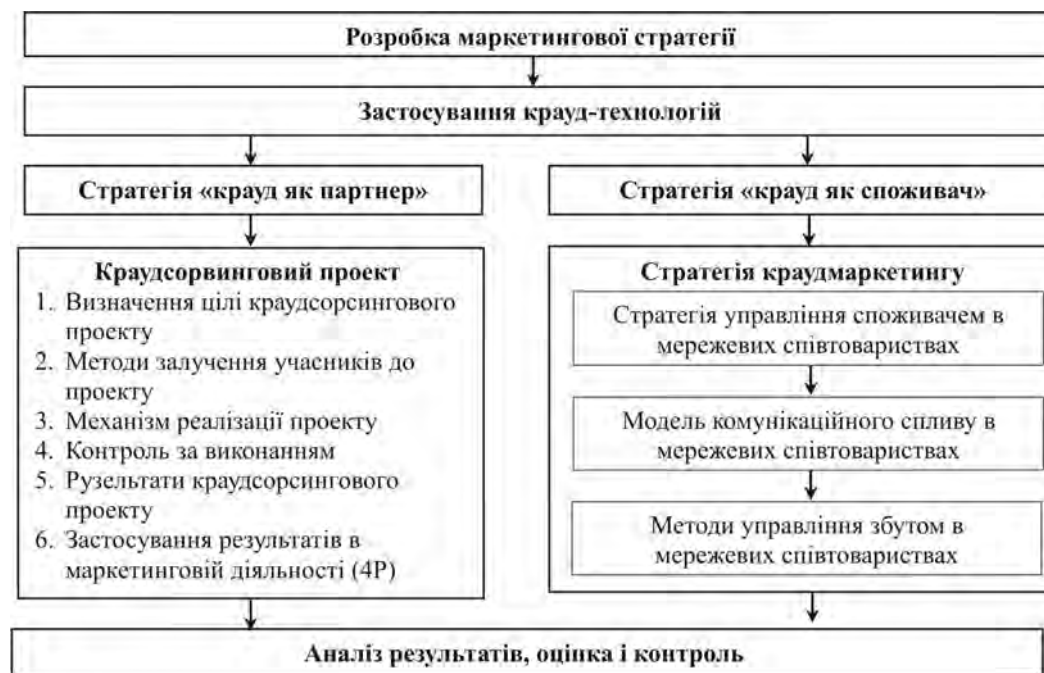 Розробка маркетингової стратегії
Застосування крауд-технологій
Стратегія «крауд як партнер»
Стратегія «крауд як споживач»
Краудсорвинговий проект
1. Визначення цілі краудсорсингового
проекту
2. Методи залучення учасників до
проекту
3. Механізм реалізації проекту
4. Контроль за виконанням
5. Рузельтати краудсорсингового
проекту
6. Застосування результатів в
маркетинговій діяльності (4Р)
Стратегія краудмаркетингу
Стратегія управління споживачем в
мережевих співтовариствах
Модель комунікаційного спливу в
мережевих співтовариствах
Методи управління збутом в
мережевих співтовариствах
Аналіз результатів, оцінка і контроль